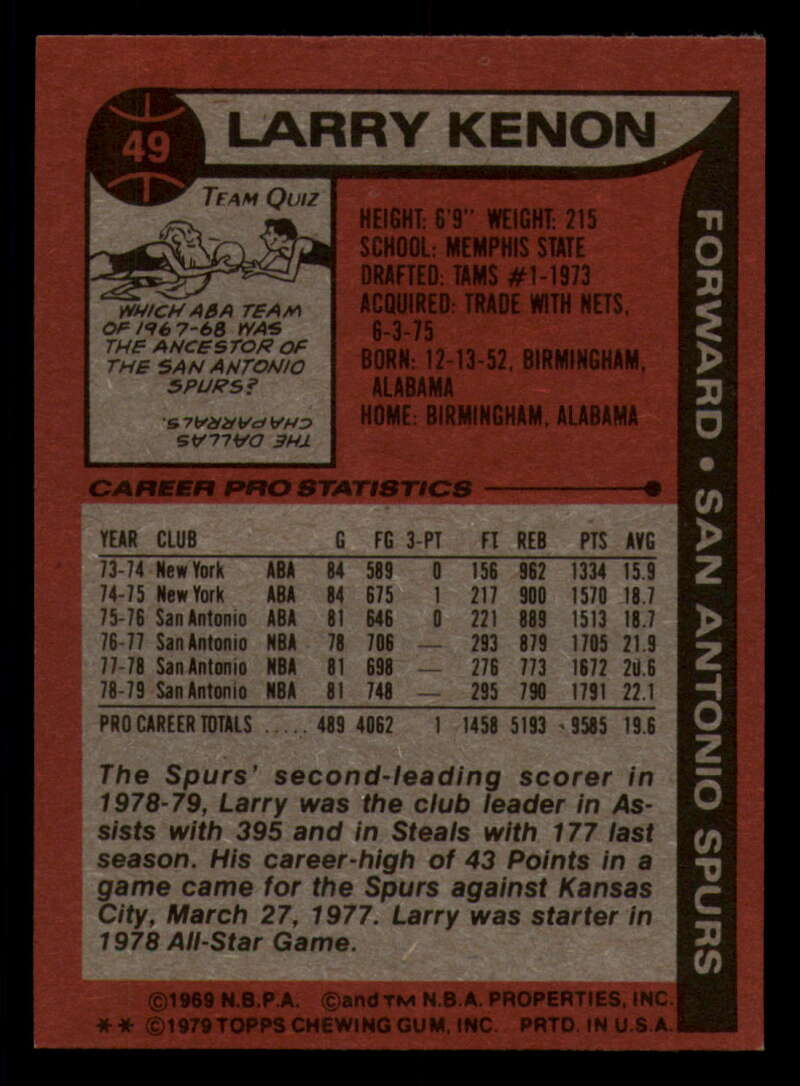 49
LARRY KENON
TEAM QUIZ
WHICH ABA TEAM
OF 1967-68 WAS
THE ANCESTOR OF
THE SAN ANTONIO
SPURS?
THE DALLAS
CHAPARRALS.
HEIGHT: 6'9" WEIGHT: 215
SCHOOL: MEMPHIS STATE
DRAFTED: TAMS #1-1973
ACQUIRED: TRADE WITH NETS,
6-3-75
BORN: 12-13-52, BIRMINGHAM,
ALABAMA
HOME: BIRMINGHAM, ALABAMA
FORWARD • SAN ANTONIO SPURS
CAREER PRO STATISTICS
YEAR CLUB G FG 3-PT FT REB PTS AVG
73-74 New York ABA 84 589 0 156 962 1334 15.9
74-75 New York ABA 84 675 1 217 900 1570 18.7
75-76 San Antonio ABA 81 646 0 221 889 1513 18.7
76-77 San Antonio NBA 78 706 — 293 879 1705 21.9
77-78 San Antonio NBA 81 698 — 276 773 1672 20.6
78-79 San Antonio NBA 81 748 — 295 790 1791 22.1
PRO CAREER TOTALS ..... 489 4062 1 1458 5193 9585 19.6
The Spurs' second-leading scorer in
1978-79, Larry was the club leader in As-
sists with 395 and in Steals with 177 last
season. His career-high of 43 Points in a
game came for the Spurs against Kansas
City, March 27, 1977. Larry was starter in
1978 All-Star Game.
©1969 N.B.P.A. ©and TM N.B.A. PROPERTIES, INC.
** ©1979 TOPPS CHEWING GUM, INC. PRTD. IN U.S.A.